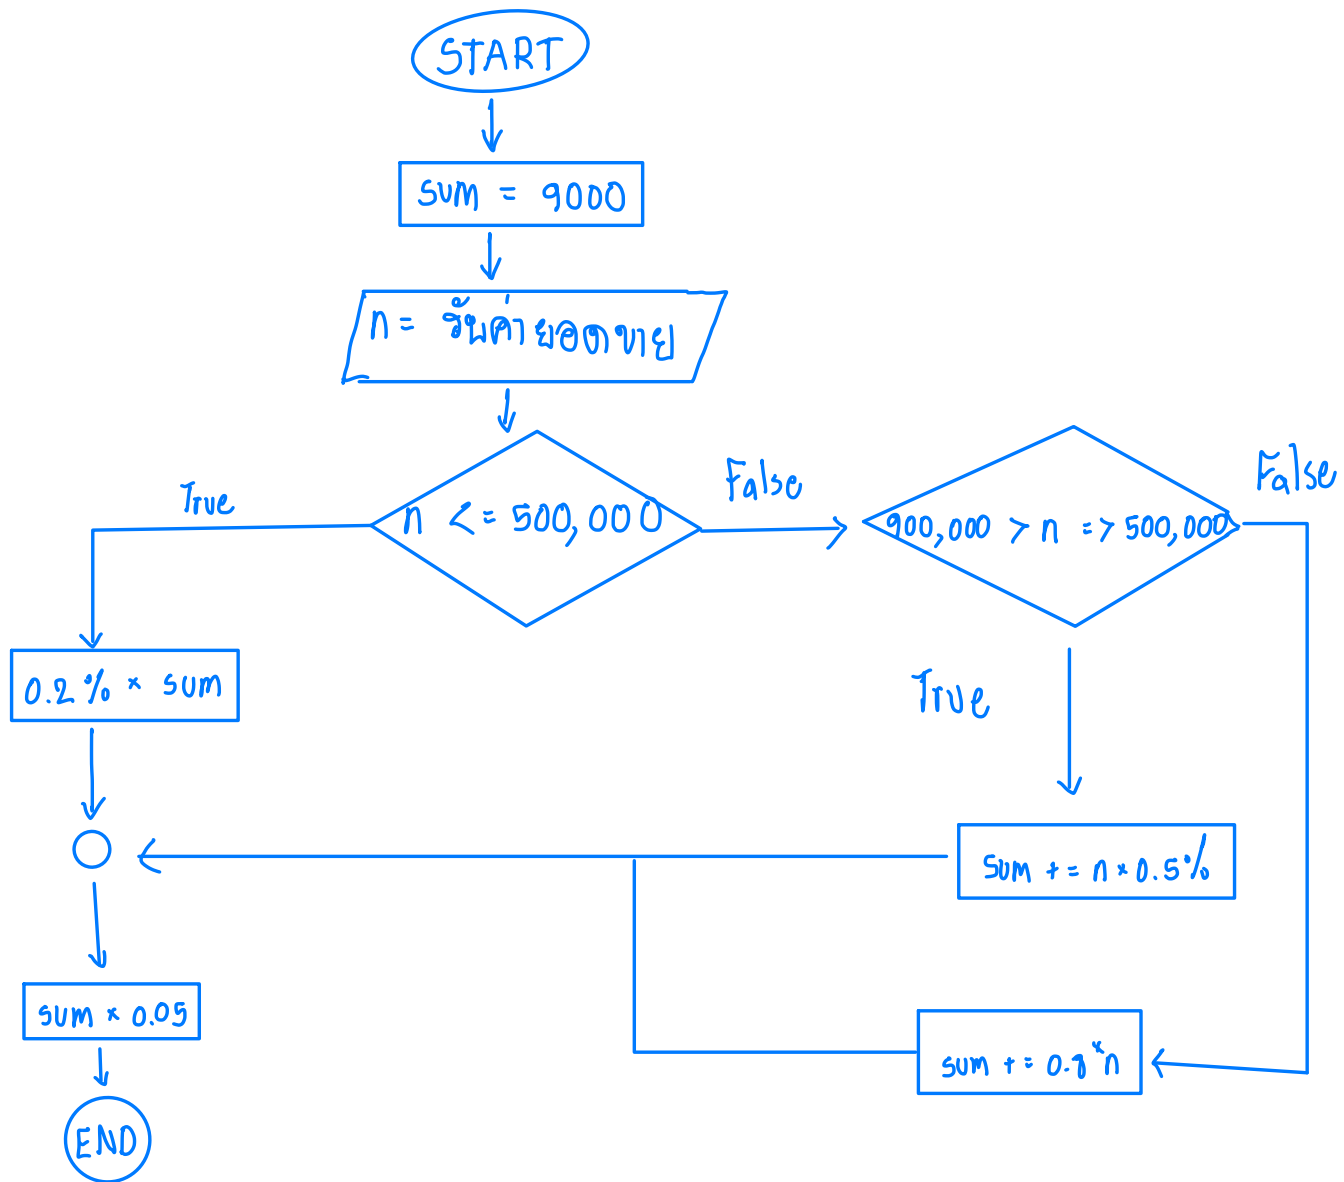 START
sum = 9000
n = รับค่า ยอดขาย
n <= 500,000
True
False
900,000 > n => 500,000
False
True
0.2% × sum
sum += n × 0.5%
sum × 0.05
sum += 0.8 × n
END